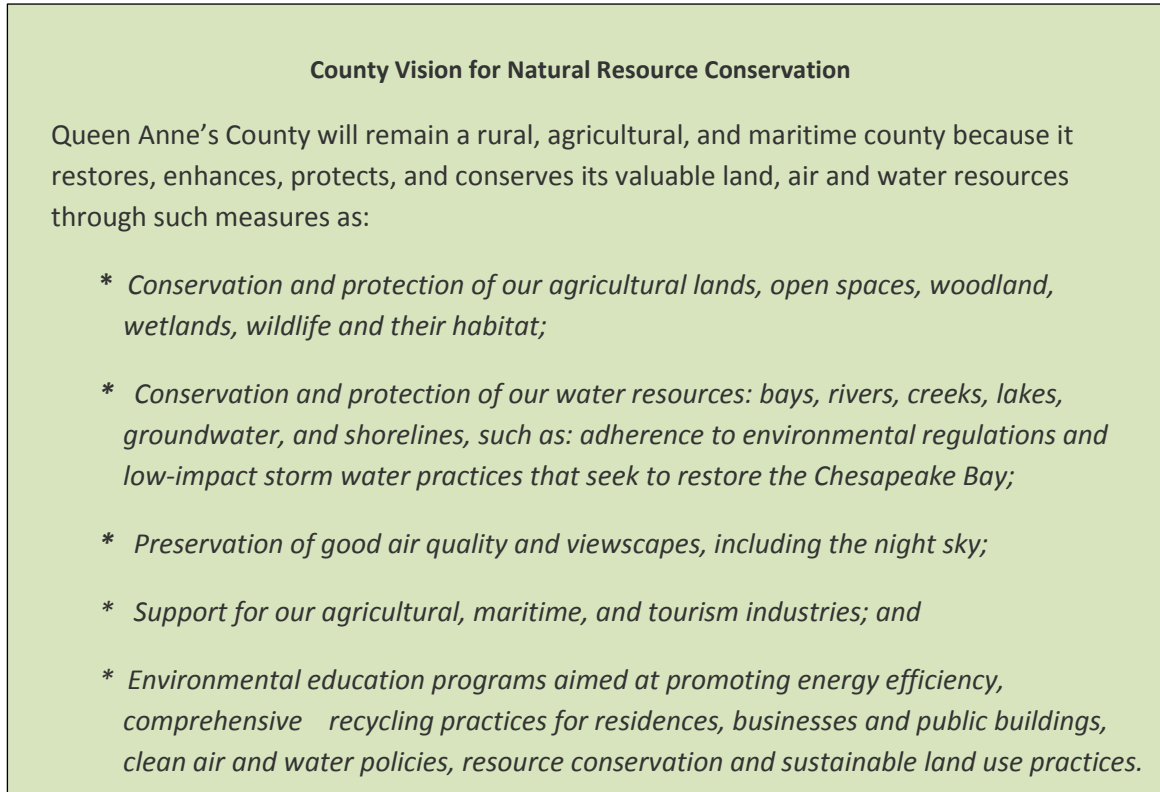 County Vision for Natural Resource Conservation
Queen Anne’s County will remain a rural, agricultural, and maritime county because it
restores, enhances, protects, and conserves its valuable land, air and water resources
through such measures as:
* Conservation and protection of our agricultural lands, open spaces, woodland,
wetlands, wildlife and their habitat;
* Conservation and protection of our water resources: bays, rivers, creeks, lakes,
groundwater, and shorelines, such as: adherence to environmental regulations and
low-impact storm water practices that seek to restore the Chesapeake Bay;
* Preservation of good air quality and viewscapes, including the night sky;
* Support for our agricultural, maritime, and tourism industries; and
* Environmental education programs aimed at promoting energy efficiency,
comprehensive recycling practices for residences, businesses and public buildings,
clean air and water policies, resource conservation and sustainable land use practices.